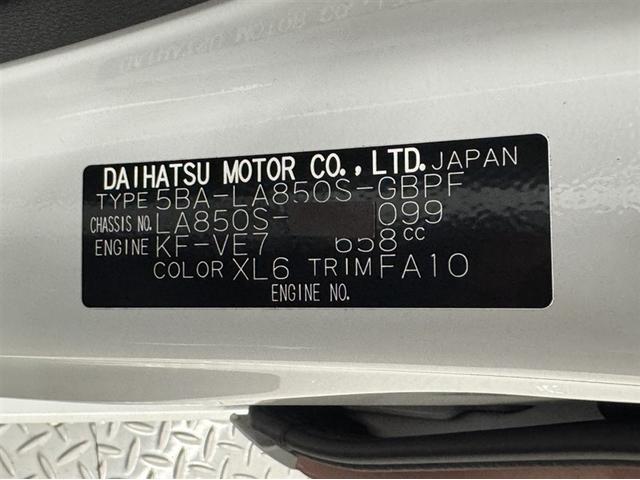 DAIHATSU MOTOR CO., LTD. JAPAN
TYPE 5BA-LA850S-GBPF
CHASSIS NO. LA850S- 099
ENGINE KF-VE7 658cc
COLOR XL6 TRIM FA10
ENGINE NO.